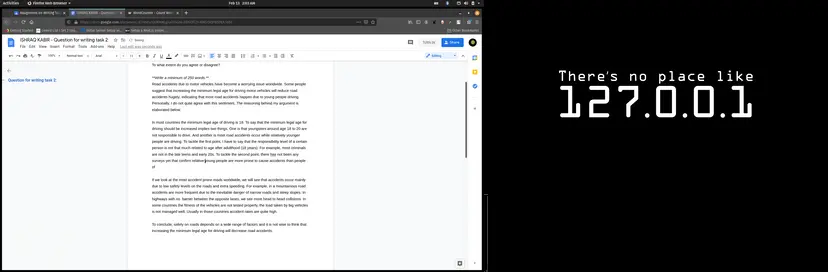 Activities
Firefox Web Browser
Feb 13 2:53 AM
ISHRAQ KABIR - Question for writing task 2
File Edit View Insert Format Tools Add-ons Help
Share
Question for writing task 2:
To what extent do you agree or disagree?
**Write a minimum of 250 words **
Road accidents due to motor vehicles have become a worrying issue worldwide. Some people
suggest that increasing the minimum legal age for driving motor vehicles will reduce road
accidents hugely, indicating that most road accidents happen due to young people driving.
Personally, I do not quite agree with this sentiment. The reasoning behind my argument is
elaborated below.
In most countries the minimum legal age of driving is 18. To say that the minimum legal age for
driving should be increased implies two things. One is that youngsters around age 18 to 20 are
not responsible to drive. And another is most road accidents occur while relatively younger
people are driving. To tackle the first point, I have to say that the responsibility level of a certain
person is not that much related to age after adulthood (18 years). For example, most criminals
are not in the late teens and early 20s. To tackle the second point, there has not been any
surveys yet that confirm relatively young people are more prone to cause accidents than people
of
If we look at the most accident prone roads worldwide, we will see that accidents occur mainly
due to low safety levels on the roads and extra speeding. For example, in a mountainous road
accidents are more frequent due to the inevitable danger of narrow roads and steep slopes. In
highways with no barrier between the opposite lanes, we see more head to head collisions. In
some countries the fitness of the vehicles are not tested properly, the road taken by leg vehicles
is not managed well. Usually in those countries accident rates are quite high.
To conclude, safety on roads depends on a wide range of factors and it is not wise to think that
increasing the minimum legal age for driving will decrease road accidents.
There's no place like
127.0.0.1